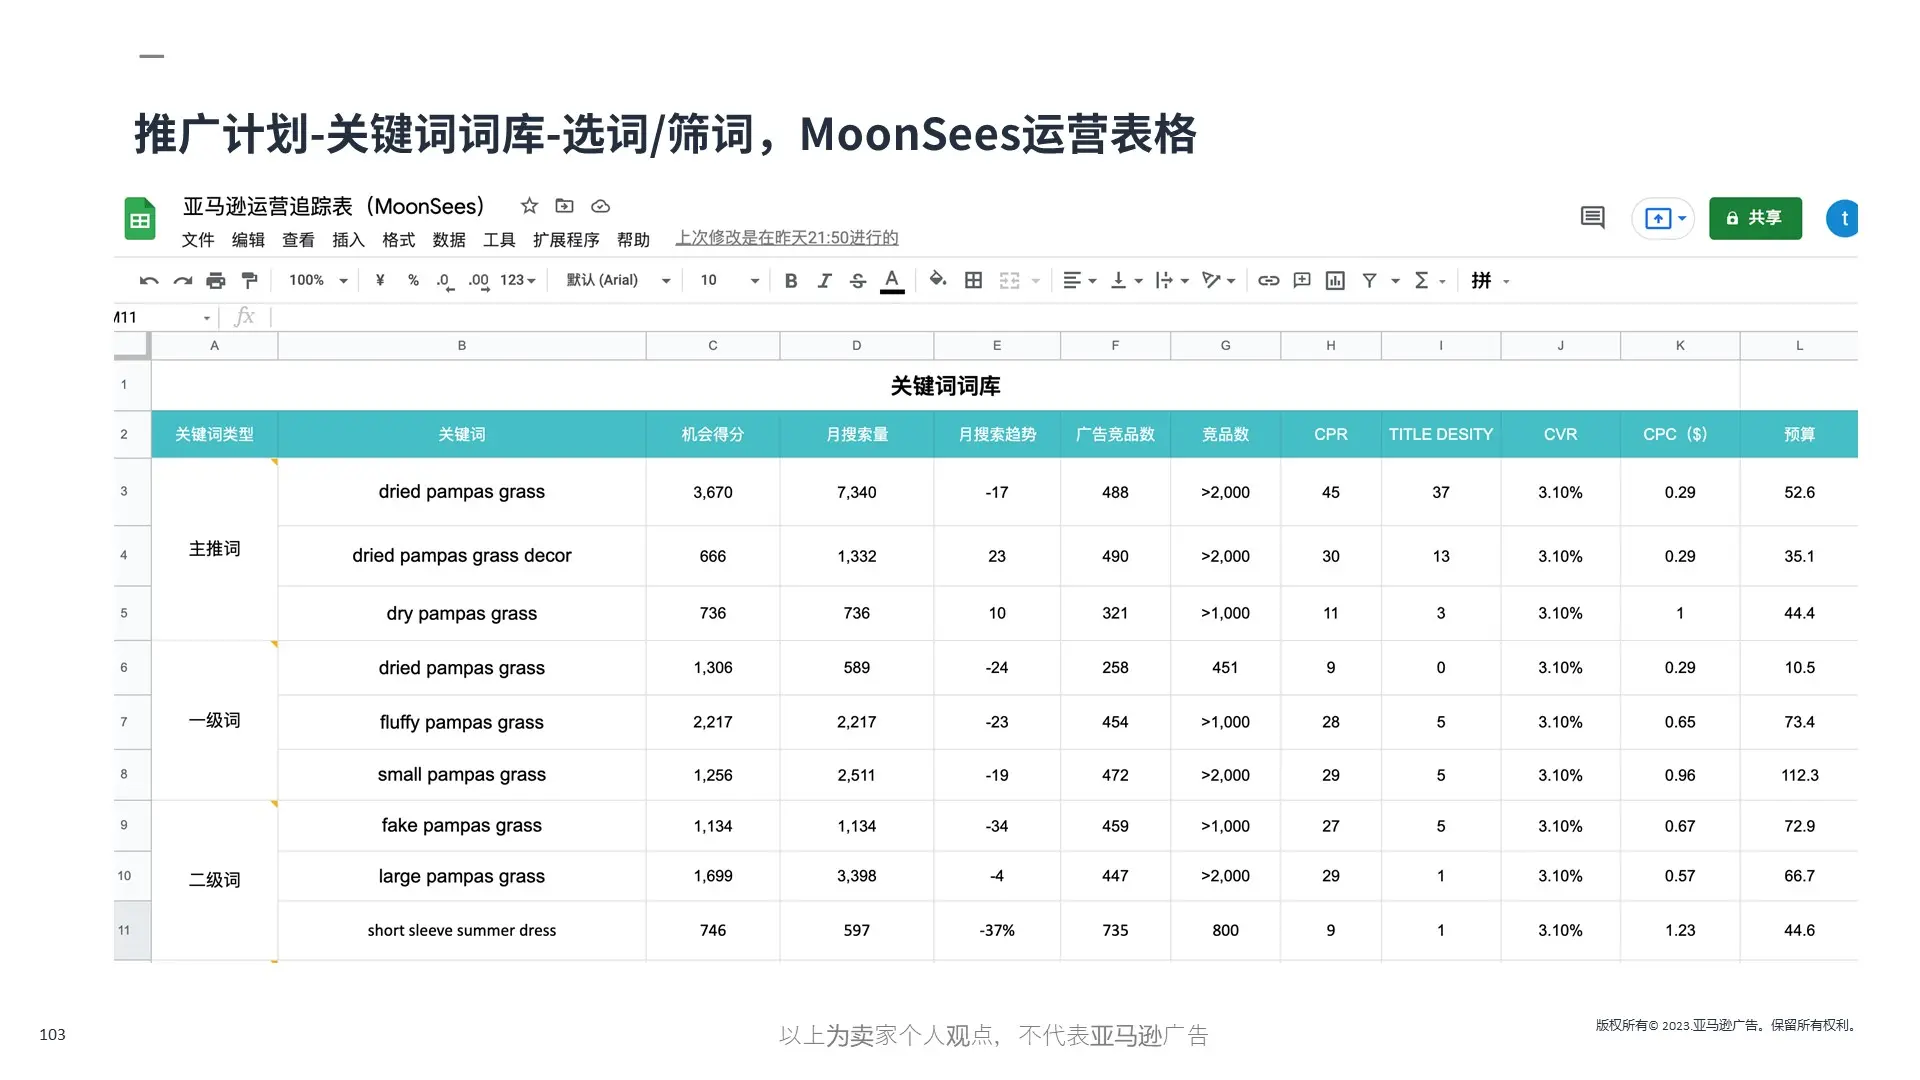 推广计划-关键词词库-选词/筛词，MoonSees运营表格
亚马逊运营追踪表（MoonSees）
共享
t
文件 编辑 查看 插入 格式 数据 工具 扩展程序 帮助 上次修改是在昨天21:50进行的
100% ¥ % .0 .00 123 默认 (Arial) 10 B I S A Σ 拼
M11 fx
A B C D E F G H I J K L
1 关键词词库
2 关键词类型 关键词 机会得分 月搜索量 月搜索趋势 广告竞品数 竞品数 CPR TITLE DESITY CVR CPC（$） 预算
3 dried pampas grass 3,670 7,340 -17 488 >2,000 45 37 3.10% 0.29 52.6
主推词
4 dried pampas grass decor 666 1,332 23 490 >2,000 30 13 3.10% 0.29 35.1
5 dry pampas grass 736 736 10 321 >1,000 11 3 3.10% 1 44.4
6 dried pampas grass 1,306 589 -24 258 451 9 0 3.10% 0.29 10.5
7 一级词 fluffy pampas grass 2,217 2,217 -23 454 >1,000 28 5 3.10% 0.65 73.4
8 small pampas grass 1,256 2,511 -19 472 >2,000 29 5 3.10% 0.96 112.3
9 fake pampas grass 1,134 1,134 -34 459 >1,000 27 5 3.10% 0.67 72.9
10 二级词 large pampas grass 1,699 3,398 -4 447 >2,000 29 1 3.10% 0.57 66.7
11 short sleeve summer dress 746 597 -37% 735 800 9 1 3.10% 1.23 44.6
103
以上为卖家个人观点，不代表亚马逊广告
版权所有© 2023.亚马逊广告。保留所有权利。